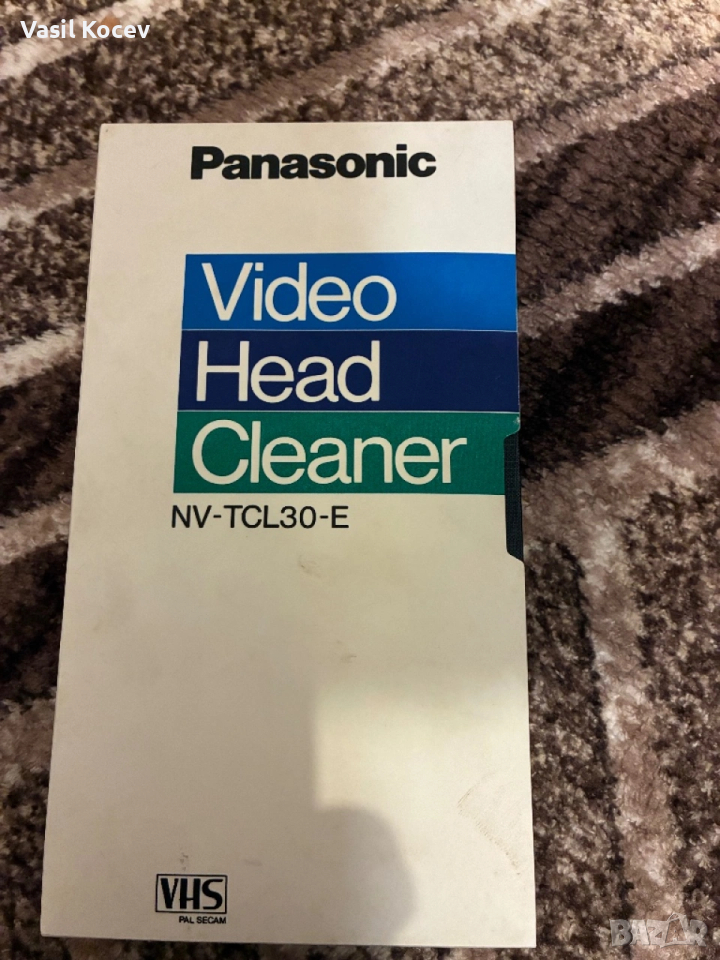 Vasil Kocev
Panasonic
Video
Head
Cleaner
NV-TCL30-E
VHS
PAL SECAM
BAZAR